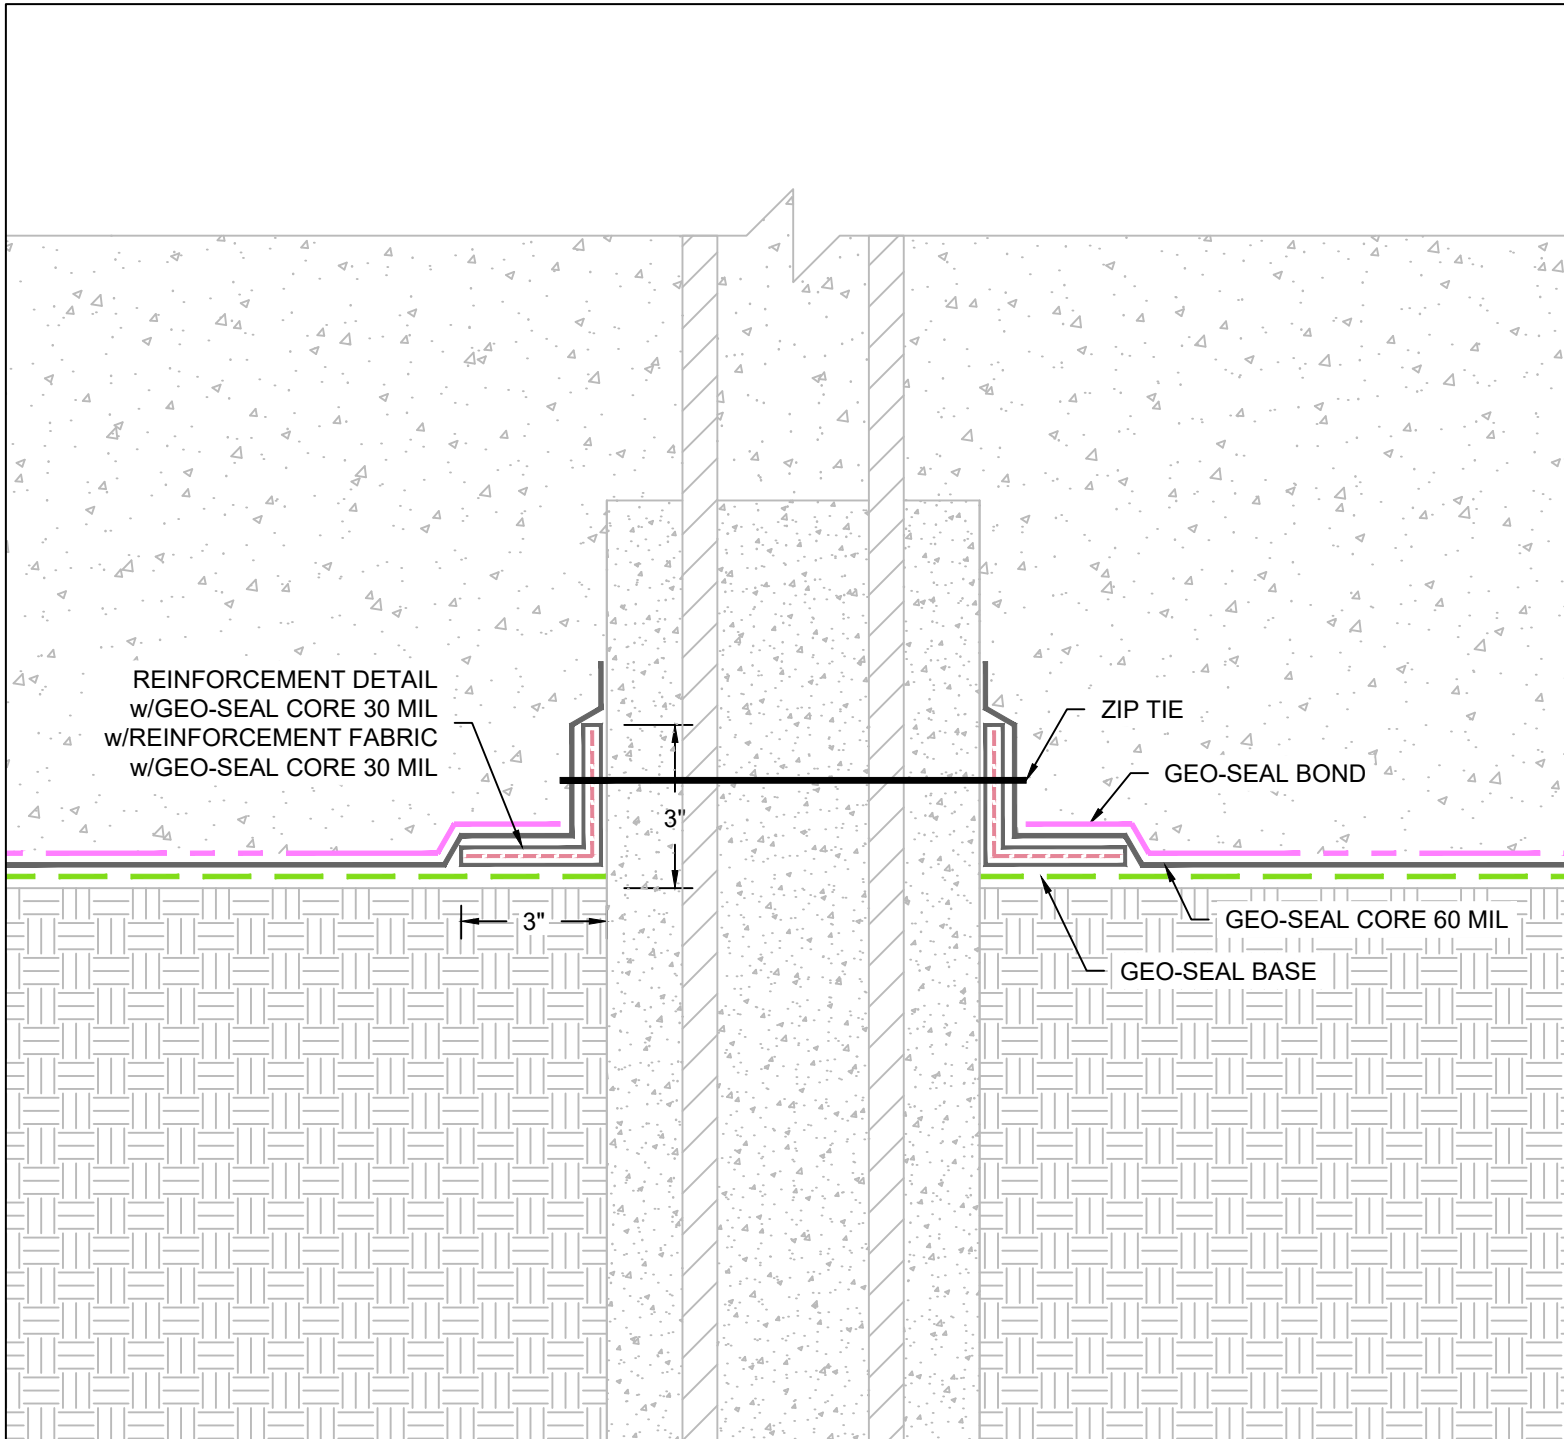 REINFORCEMENT DETAIL
w/GEO-SEAL CORE 30 MIL
w/REINFORCEMENT FABRIC
w/GEO-SEAL CORE 30 MIL
ZIP TIE
GEO-SEAL BOND
3"
3"
GEO-SEAL CORE 60 MIL
GEO-SEAL BASE